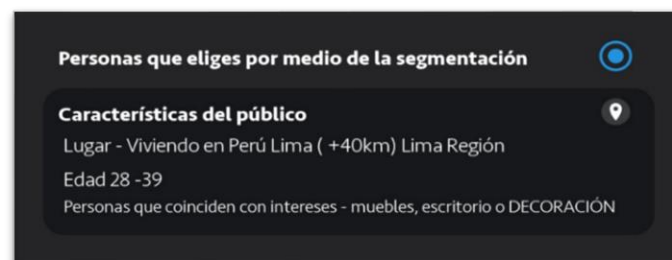 Personas que eliges por medio de la segmentación
Características del público
Lugar - Viviendo en Perú Lima ( +40km) Lima Región
Edad 28 -39
Personas que coinciden con intereses - muebles, escritorio o DECORACIÓN